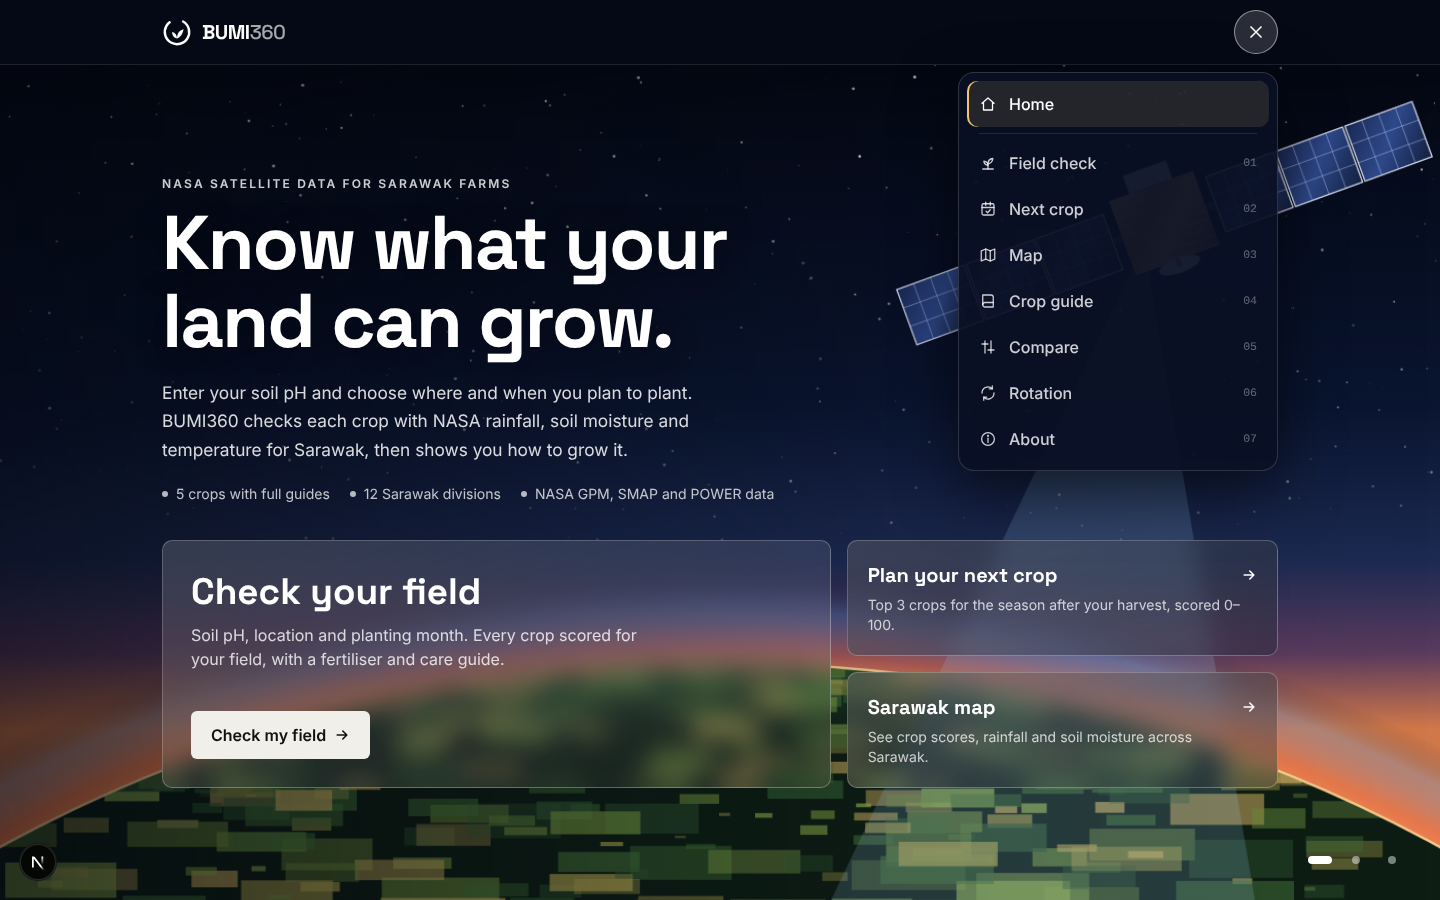 BUMI360
Home
Field check 01
Next crop 02
Map 03
Crop guide 04
Compare 05
Rotation 06
About 07
NASA SATELLITE DATA FOR SARAWAK FARMS
Know what your
land can grow.
Enter your soil pH and choose where and when you plan to plant.
BUMI360 checks each crop with NASA rainfall, soil moisture and
temperature for Sarawak, then shows you how to grow it.
5 crops with full guides
12 Sarawak divisions
NASA GPM, SMAP and POWER data
Check your field
Soil pH, location and planting month. Every crop scored for
your field, with a fertiliser and care guide.
Check my field →
Plan your next crop →
Top 3 crops for the season after your harvest, scored 0–
100.
Sarawak map →
See crop scores, rainfall and soil moisture across
Sarawak.
N